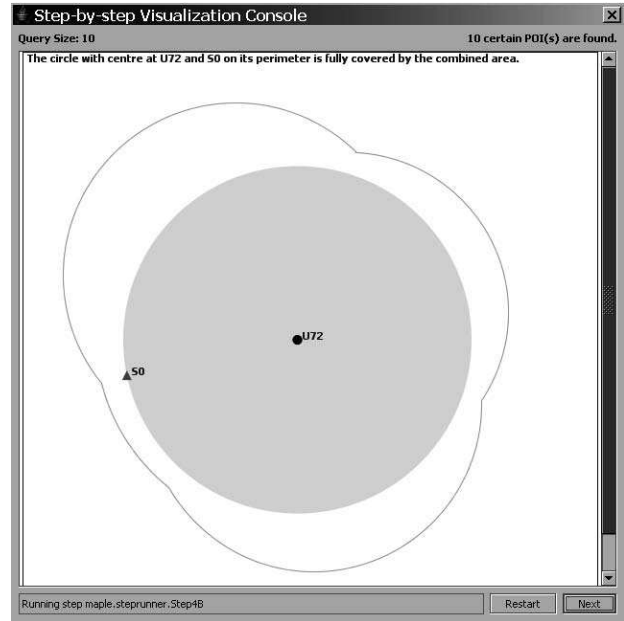 Step-by-step Visualization Console
Query Size: 10 10 certain POI(s) are found.
The circle with centre at U72 and S0 on its perimeter is fully covered by the combined area.
U72
S0
Running step maple.steprunner.Step4B Restart Next